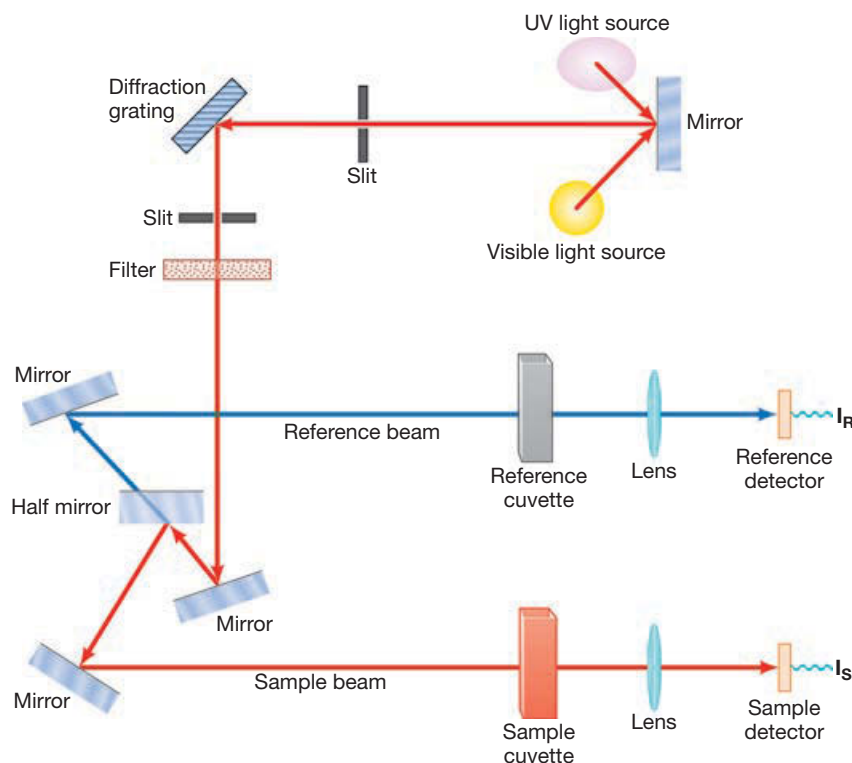 UV light source
Diffraction
grating
Mirror
Slit
Slit
Visible light source
Filter
Mirror
Reference beam
I_R
Reference
cuvette
Lens
Reference
detector
Half mirror
Mirror
Mirror
Sample beam
I_S
Sample
cuvette
Lens
Sample
detector